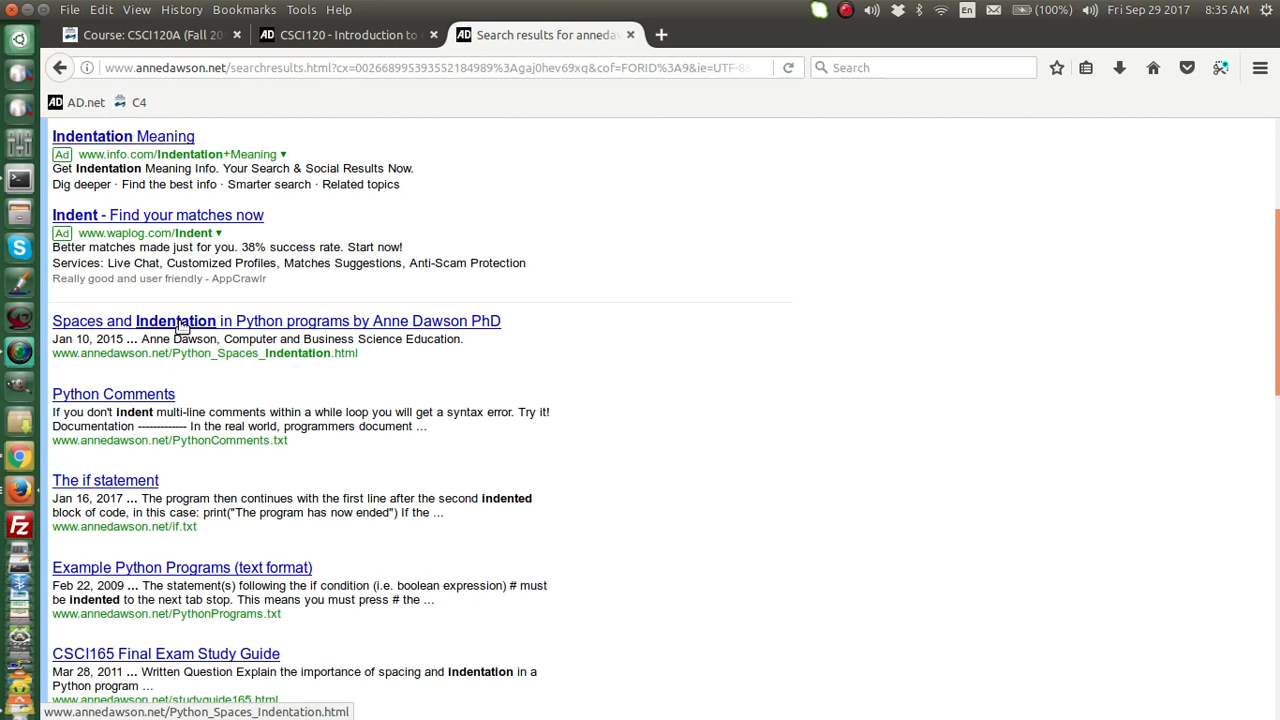 File Edit View History Bookmarks Tools Help
En (100%) Fri Sep 29 2017 8:35 AM
Course: CSCI120A (Fall 20 × AD CSCI120 - Introduction to × AD Search results for annedaw × +
www.annedawson.net/searchresults.html?cx=002668995393552184989%3Agaj0hev69xq&cof=FORID%3A9&ie=UTF-8& Search
AD AD.net C4
Indentation Meaning
Ad www.info.com/Indentation+Meaning ▾
Get Indentation Meaning Info. Your Search & Social Results Now.
Dig deeper · Find the best info · Smarter search · Related topics
Indent - Find your matches now
Ad www.waplog.com/Indent ▾
Better matches made just for you. 38% success rate. Start now!
Services: Live Chat, Customized Profiles, Matches Suggestions, Anti-Scam Protection
Really good and user friendly - AppCrawlr
Spaces and Indentation in Python programs by Anne Dawson PhD
Jan 10, 2015 ... Anne Dawson, Computer and Business Science Education.
www.annedawson.net/Python_Spaces_Indentation.html
Python Comments
If you don't indent multi-line comments within a while loop you will get a syntax error. Try it!
Documentation ------------- In the real world, programmers document ...
www.annedawson.net/PythonComments.txt
The if statement
Jan 16, 2017 ... The program then continues with the first line after the second indented
block of code, in this case: print("The program has now ended") If the ...
www.annedawson.net/if.txt
Example Python Programs (text format)
Feb 22, 2009 ... The statement(s) following the if condition (i.e. boolean expression) # must
be indented to the next tab stop. This means you must press # the ...
www.annedawson.net/PythonPrograms.txt
CSCI165 Final Exam Study Guide
Mar 28, 2011 ... Written Question Explain the importance of spacing and indentation in a
Python program ...
www.annedawson.net/studyguide165.html
www.annedawson.net/Python_Spaces_Indentation.html